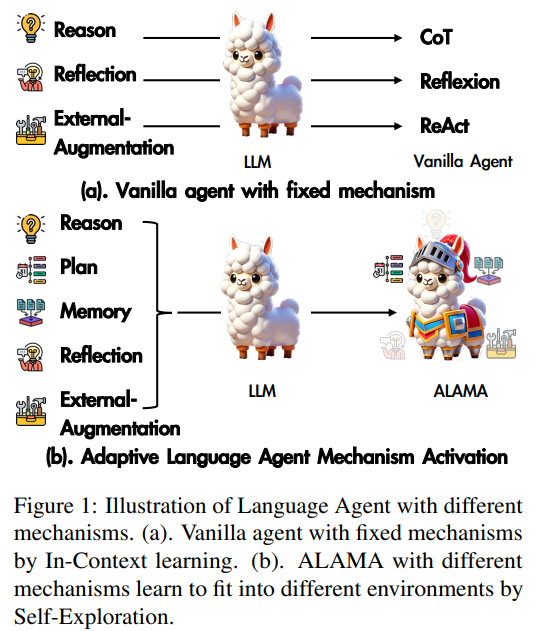 Reason
CoT
Reflection
Reflexion
External-
Augmentation
ReAct
LLM
Vanilla Agent
(a). Vanilla agent with fixed mechanism
Reason
Plan
Memory
Reflection
External-
Augmentation
LLM
ALAMA
(b). Adaptive Language Agent Mechanism Activation
Figure 1: Illustration of Language Agent with different
mechanisms. (a). Vanilla agent with fixed mechanisms
by In-Context learning. (b). ALAMA with different
mechanisms learn to fit into different environments by
Self-Exploration.